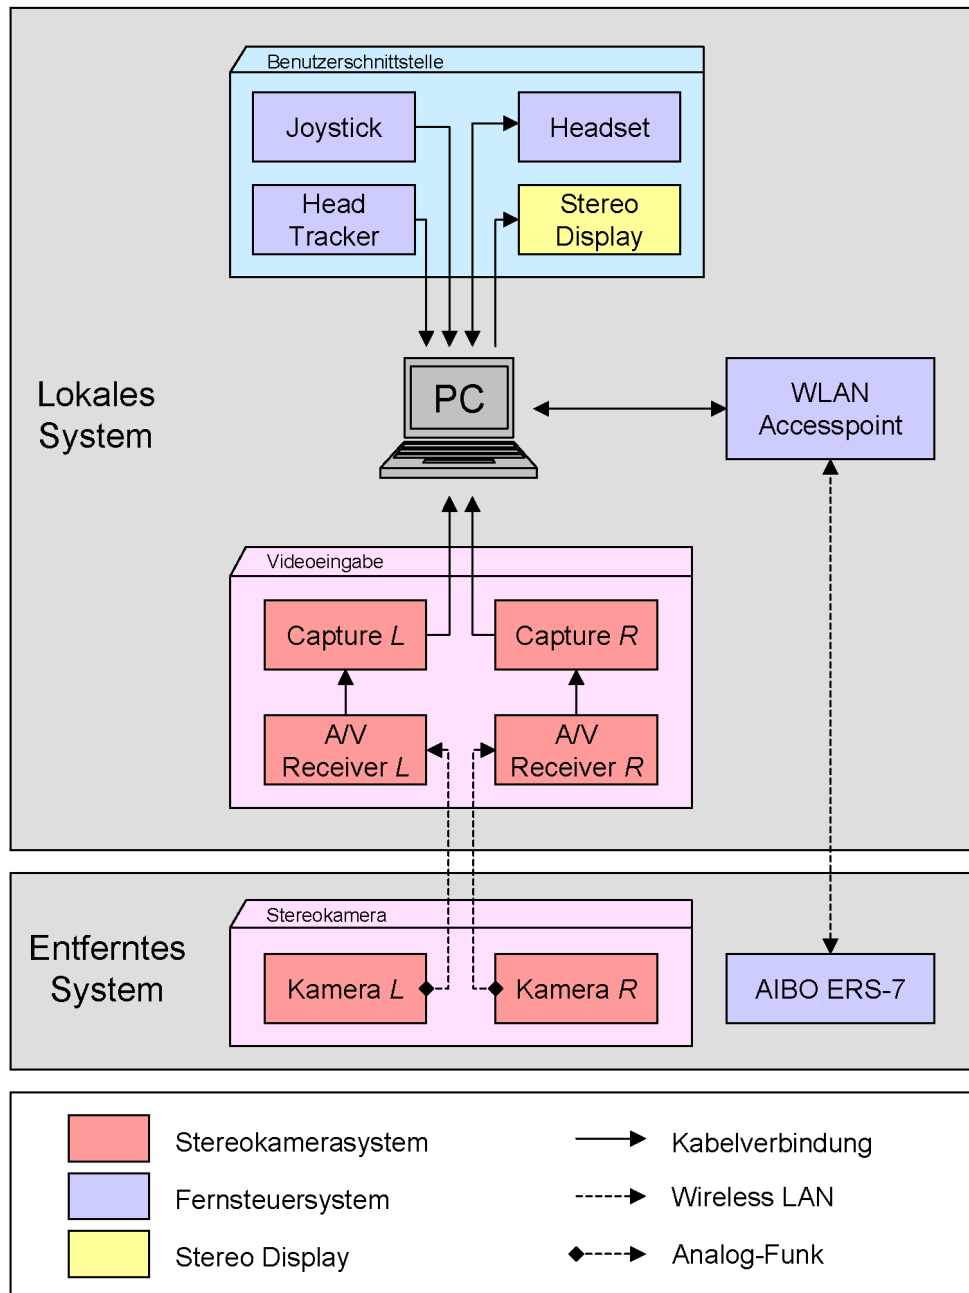 Benutzerschnittstelle
Joystick
Headset
Head
Tracker
Stereo
Display
Lokales
System
PC
WLAN
Accesspoint
Videoeingabe
Capture L
Capture R
A/V
Receiver L
A/V
Receiver R
Entferntes
System
Stereokamera
Kamera L
Kamera R
AIBO ERS-7
Stereokamerasystem
Kabelverbindung
Fernsteuersystem
Wireless LAN
Stereo Display
Analog-Funk